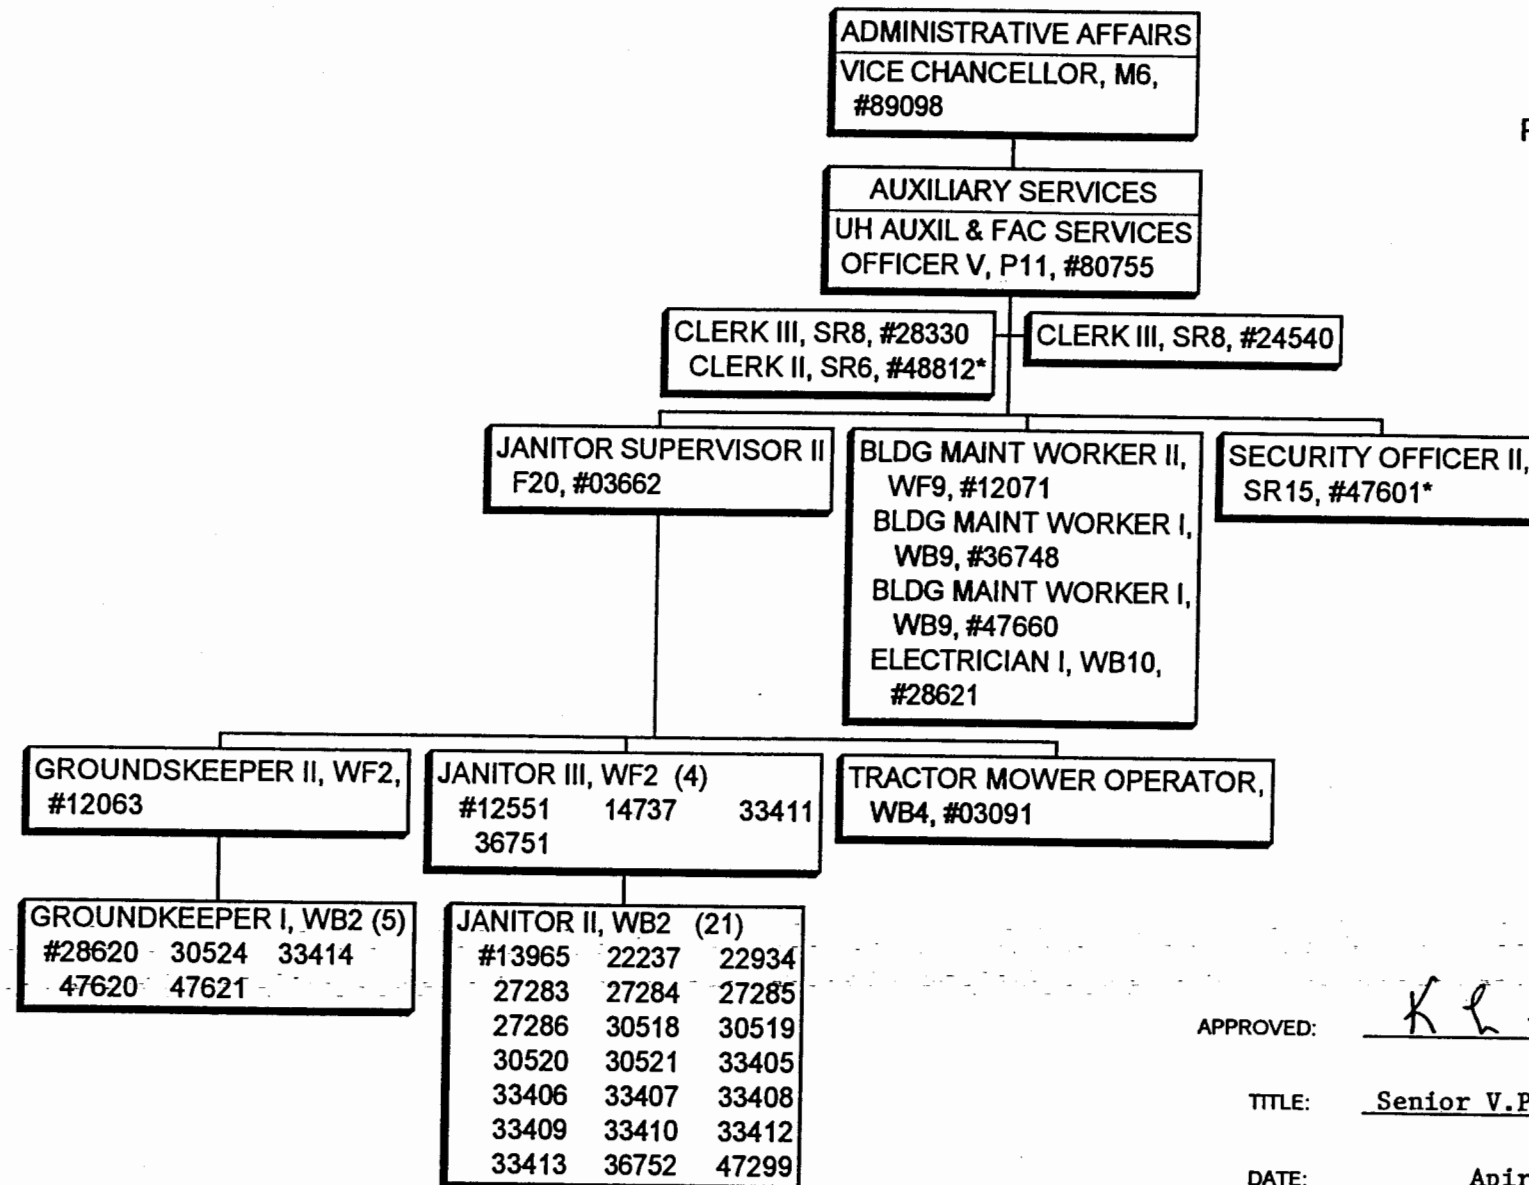 ADMINISTRATIVE AFFAIRS
VICE CHANCELLOR, M6,
#89098
AUXILIARY SERVICES
UH AUXIL & FAC SERVICES
OFFICER V, P11, #80755
CLERK III, SR8, #28330
CLERK II, SR6, #48812*
CLERK III, SR8, #24540
JANITOR SUPERVISOR II
F20, #03662
BLDG MAINT WORKER II,
WF9, #12071
BLDG MAINT WORKER I,
WB9, #36748
BLDG MAINT WORKER I,
WB9, #47660
ELECTRICIAN I, WB10,
#28621
SECURITY OFFICER II,
SR15, #47601*
GROUNDSKEEPER II, WF2,
#12063
JANITOR III, WF2 (4)
#12551 14737 33411
36751
TRACTOR MOWER OPERATOR,
WB4, #03091
GROUNDKEEPER I, WB2 (5)
#28620 30524 33414
47620 47621
JANITOR II, WB2 (21)
#13965 22237 22934
27283 27284 27285
27286 30518 30519
30520 30521 33405
33406 33407 33408
33409 33410 33412
33413 36752 47299
APPROVED:
TITLE: Senior V.P
DATE: Apir